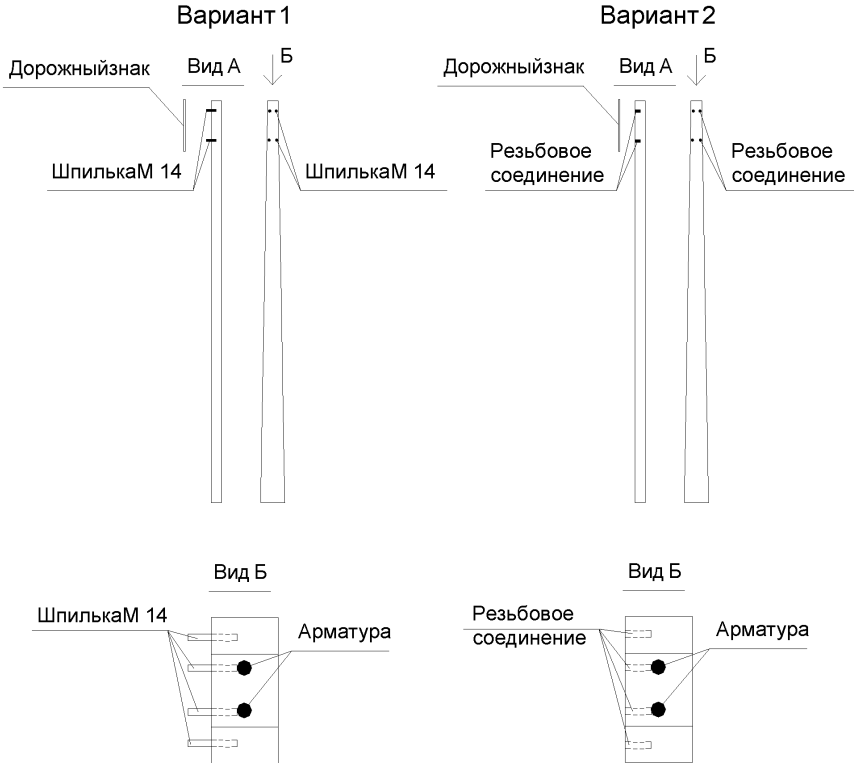 Вариант 1
Вариант 2
Дорожныйзнак
Вид А
Б
Дорожныйзнак
Вид А
Б
ШпилькаМ 14
ШпилькаМ 14
Резьбовое
соединение
Резьбовое
соединение
Вид Б
Вид Б
ШпилькаМ 14
Арматура
Резьбовое
соединение
Арматура